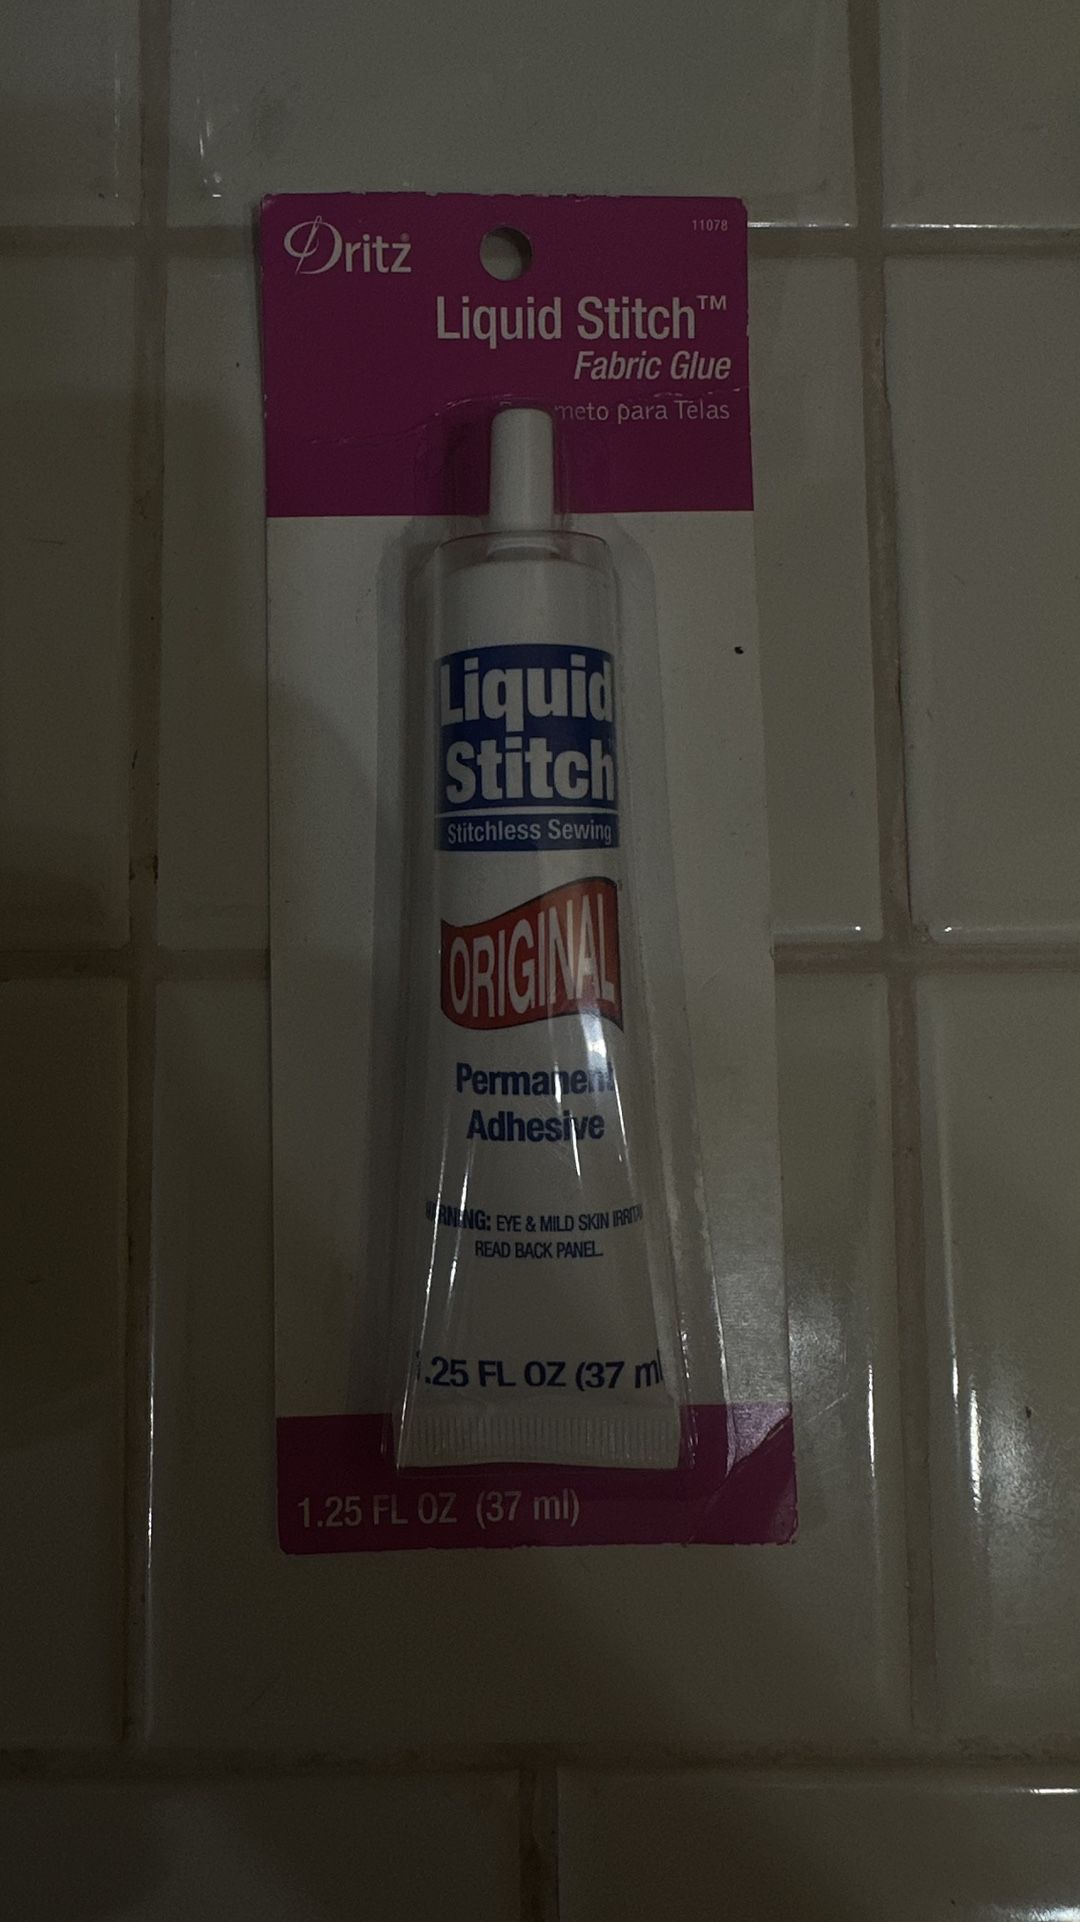 Dritz®
11078
Liquid Stitch™
Fabric Glue
para Telas
Liquid
Stitch
Stitchless Sewing
ORIGINAL
Permanent
Adhesive
EYE & MILD SKIN
READ BACK PANEL
.25 FL OZ (37 ml
1.25 FL OZ (37 ml)